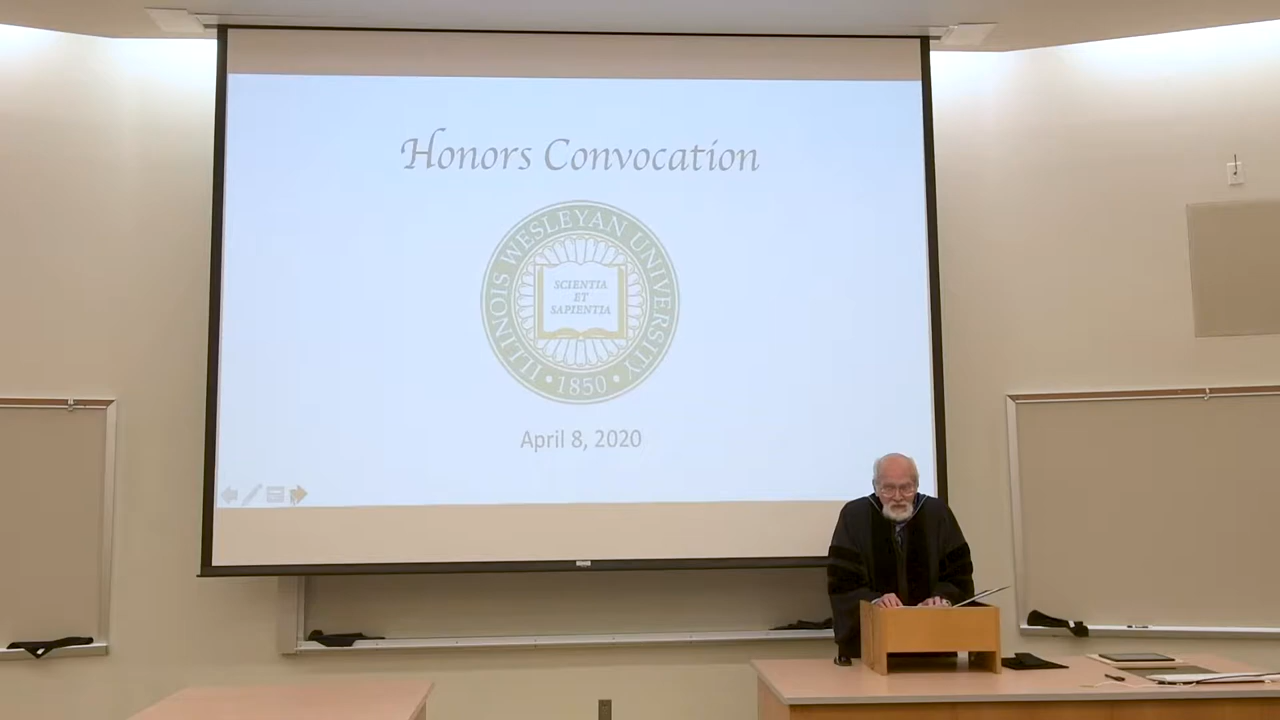 Honors Convocation
ILLINOIS WESLEYAN UNIVERSITY
SCIENTIA
ET
SAPIENTIA
• 1850 •
April 8, 2020